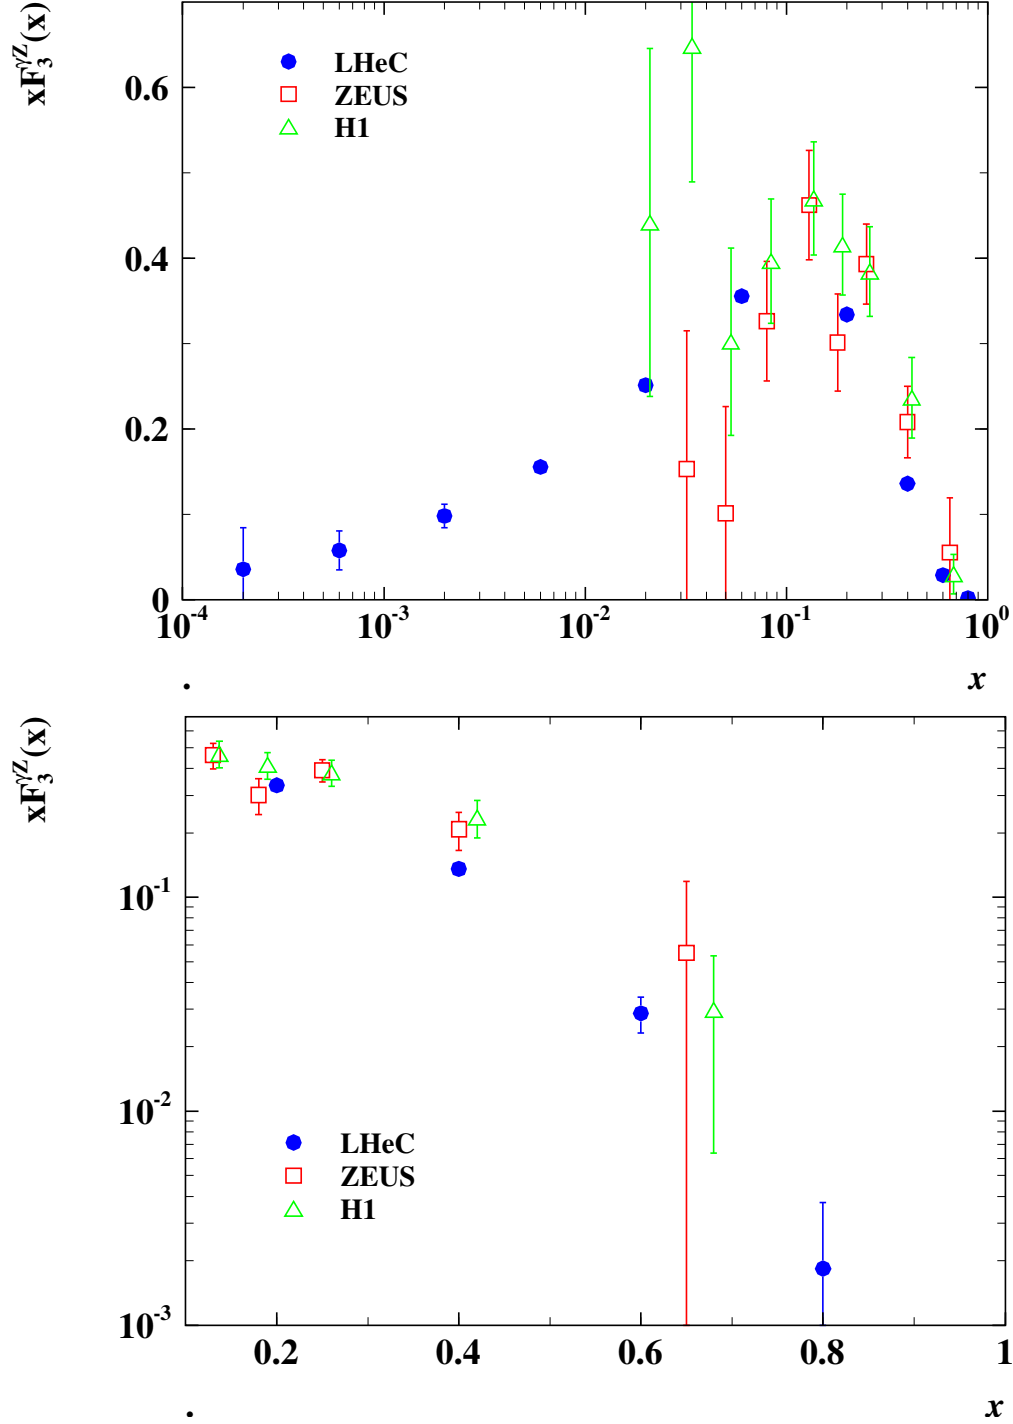 xF₃^γZ(x)
LHeC
ZEUS
H1
0.6
0.4
0.2
0
10⁻⁴ 10⁻³ 10⁻² 10⁻¹ 10⁰
. x
xF₃^γZ(x)
10⁻¹
10⁻²
10⁻³
LHeC
ZEUS
H1
0.2 0.4 0.6 0.8 1
. x